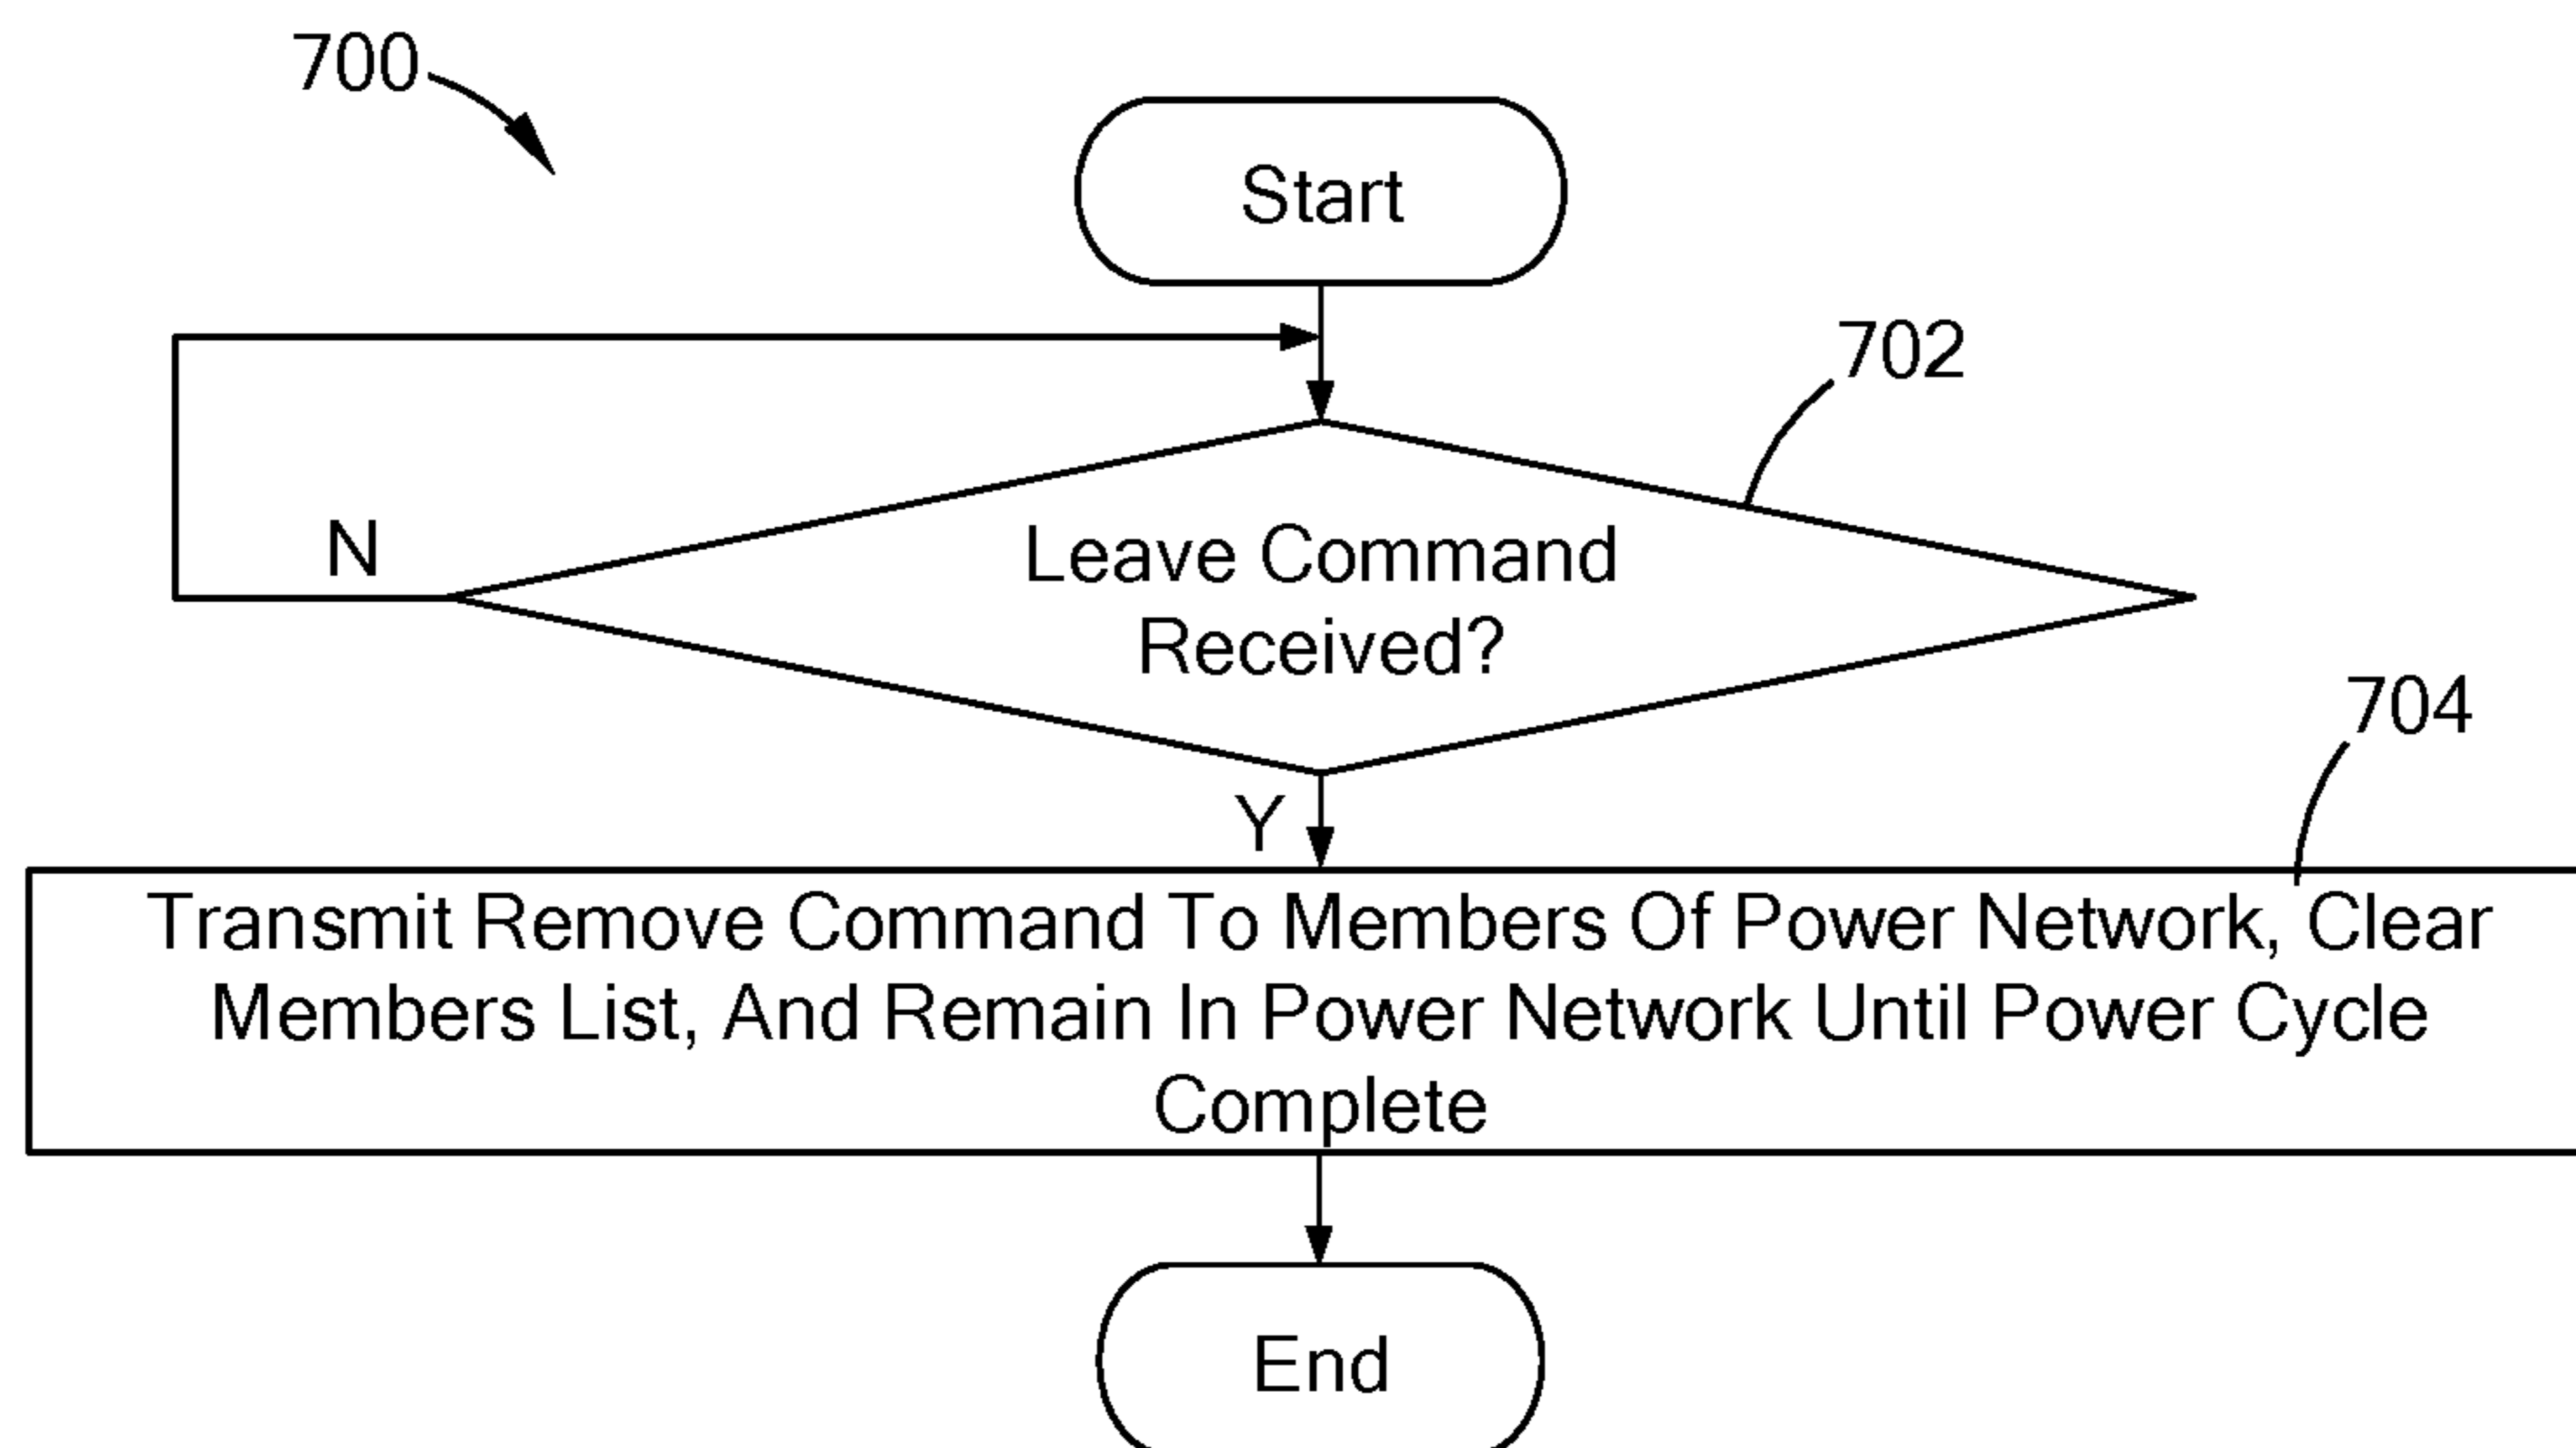 700
Start
702
N
Leave Command
Received?
704
Y
Transmit Remove Command To Members Of Power Network, Clear
Members List, And Remain In Power Network Until Power Cycle
Complete
End